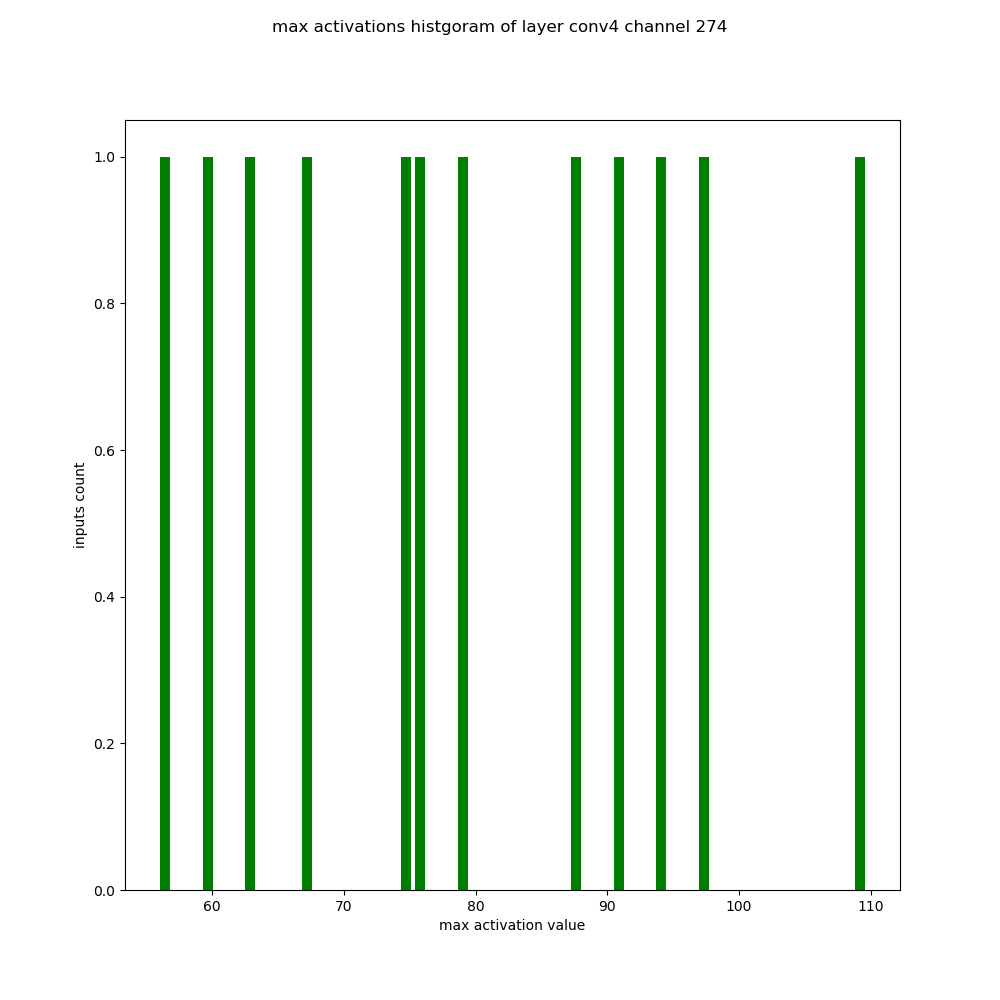 max activations histgoram of layer conv4 channel 274
1.0
0.8
0.6
0.4
0.2
0.0
inputs count
60 70 80 90 100 110
max activation value